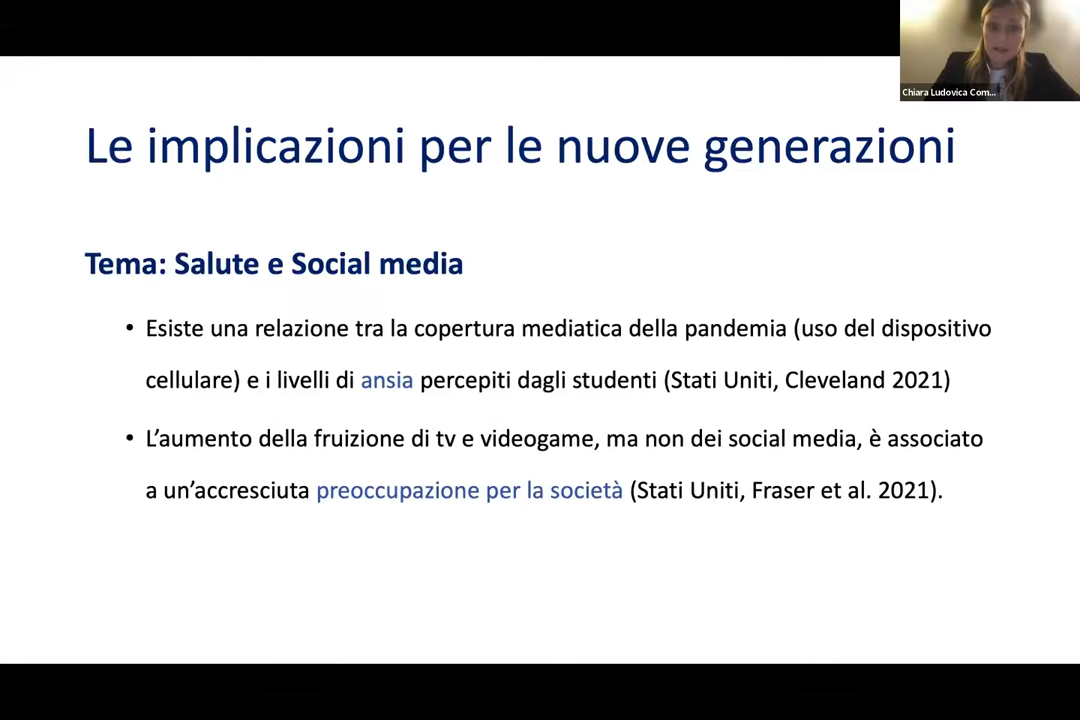 Chiara Ludovica Com...
Le implicazioni per le nuove generazioni
Tema: Salute e Social media
• Esiste una relazione tra la copertura mediatica della pandemia (uso del dispositivo
cellulare) e i livelli di ansia percepiti dagli studenti (Stati Uniti, Cleveland 2021)
• L’aumento della fruizione di tv e videogame, ma non dei social media, è associato
a un’accresciuta preoccupazione per la società (Stati Uniti, Fraser et al. 2021).